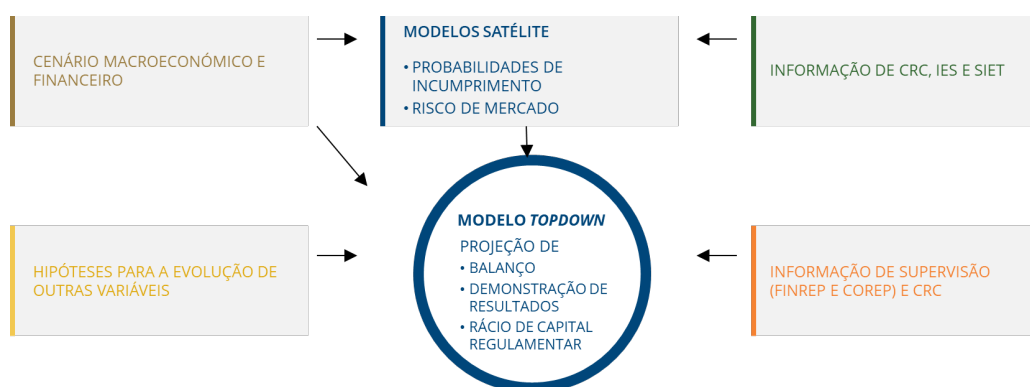 CENÁRIO MACROECONÓMICO E
FINANCEIRO
MODELOS SATÉLITE
• PROBABILIDADES DE
INCUMPRIMENTO
• RISCO DE MERCADO
INFORMAÇÃO DE CRC, IES E SIET
HIPÓTESES PARA A EVOLUÇÃO DE
OUTRAS VARIÁVEIS
MODELO TOPDOWN
PROJEÇÃO DE
• BALANÇO
• DEMONSTRAÇÃO DE
RESULTADOS
• RÁCIO DE CAPITAL
REGULAMENTAR
INFORMAÇÃO DE SUPERVISÃO
(FINREP E COREP) E CRC